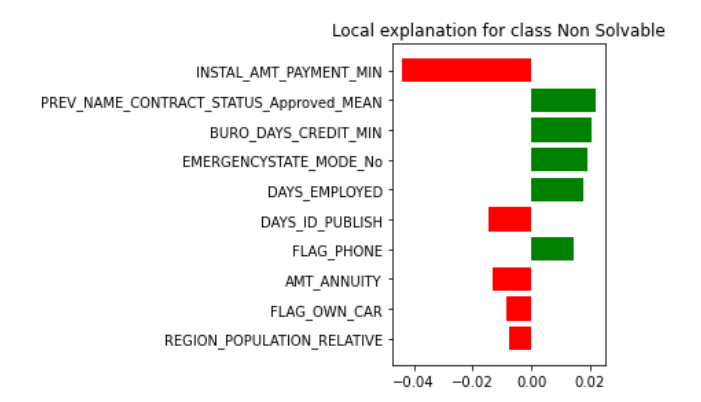 Local explanation for class Non Solvable
INSTAL_AMT_PAYMENT_MIN
PREV_NAME_CONTRACT_STATUS_Approved_MEAN
BURO_DAYS_CREDIT_MIN
EMERGENCYSTATE_MODE_No
DAYS_EMPLOYED
DAYS_ID_PUBLISH
FLAG_PHONE
AMT_ANNUITY
FLAG_OWN_CAR
REGION_POPULATION_RELATIVE
−0.04 −0.02 0.00 0.02